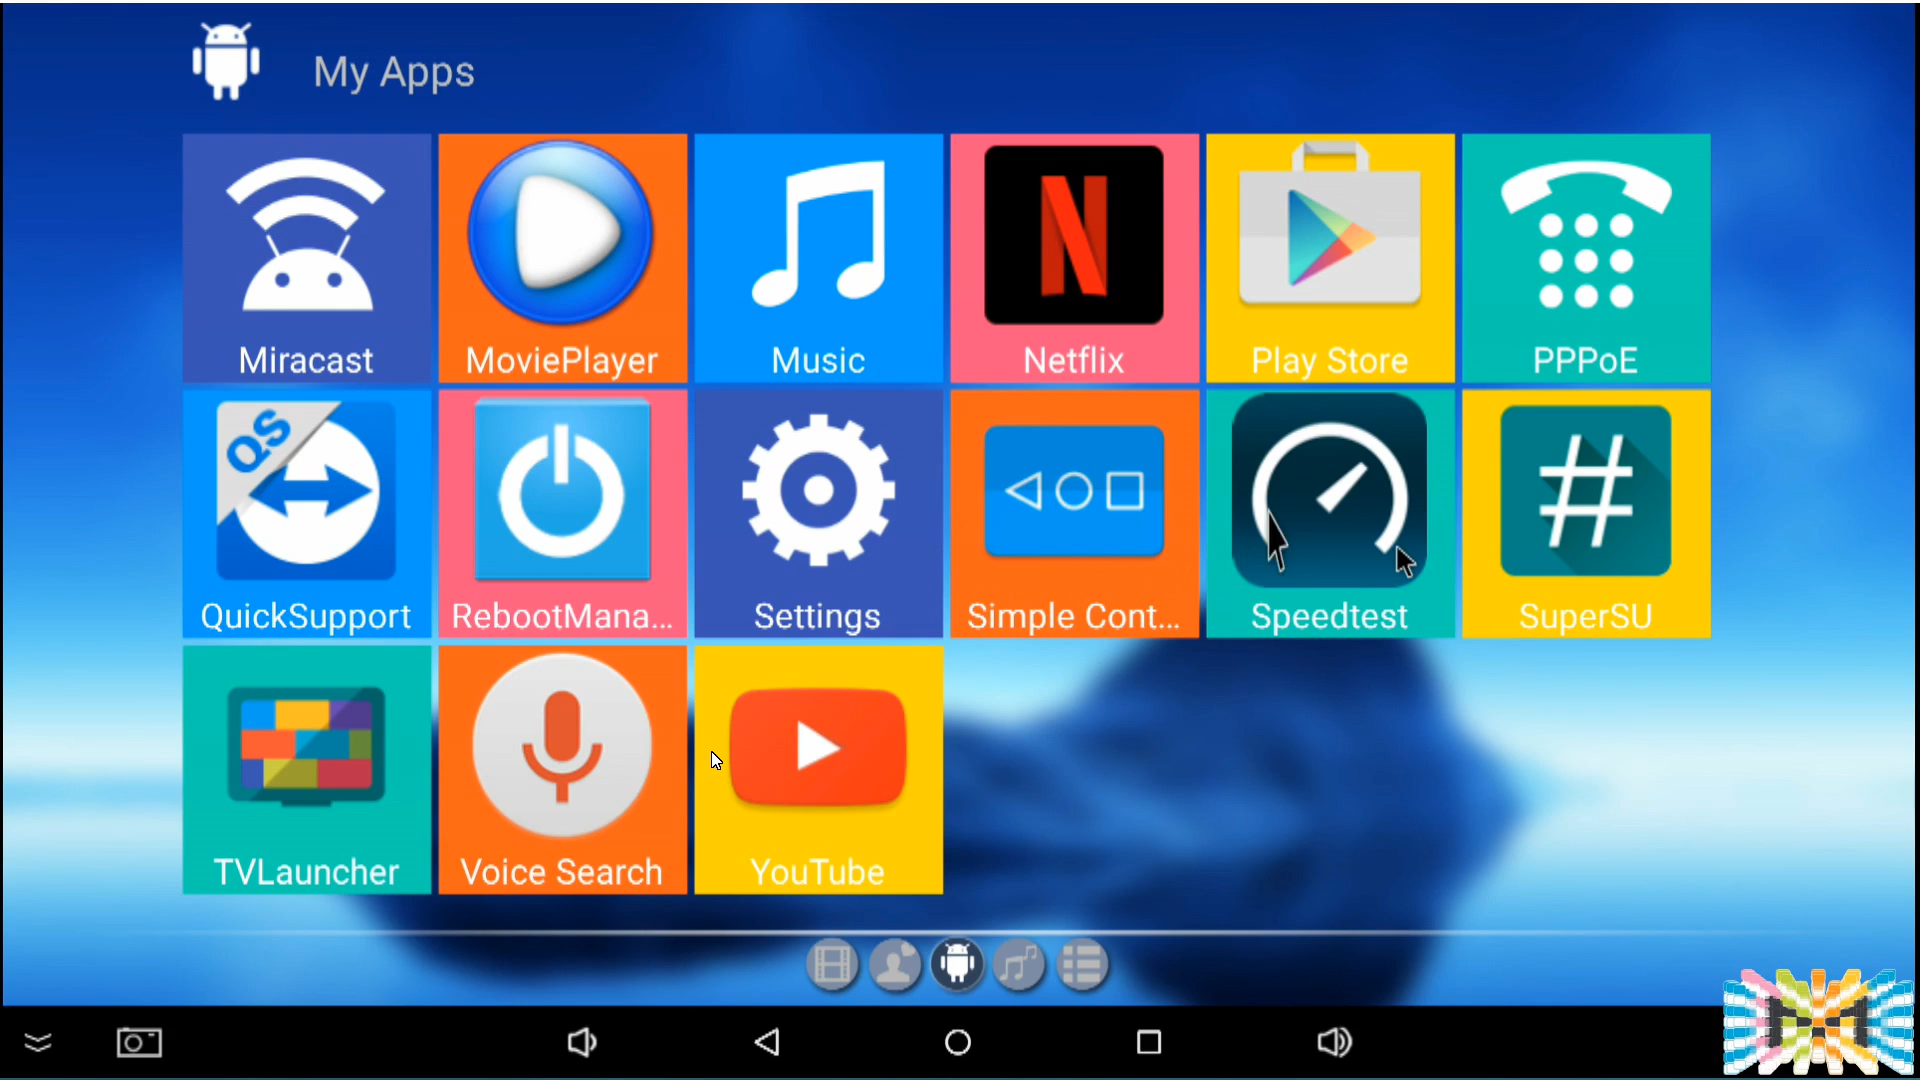 My Apps
Miracast
MoviePlayer
Music
N
Netflix
Play Store
PPPoE
QS
#
QuickSupport
RebootMana...
Settings
Simple Cont...
Speedtest
SuperSU
TVLauncher
Voice Search
YouTube